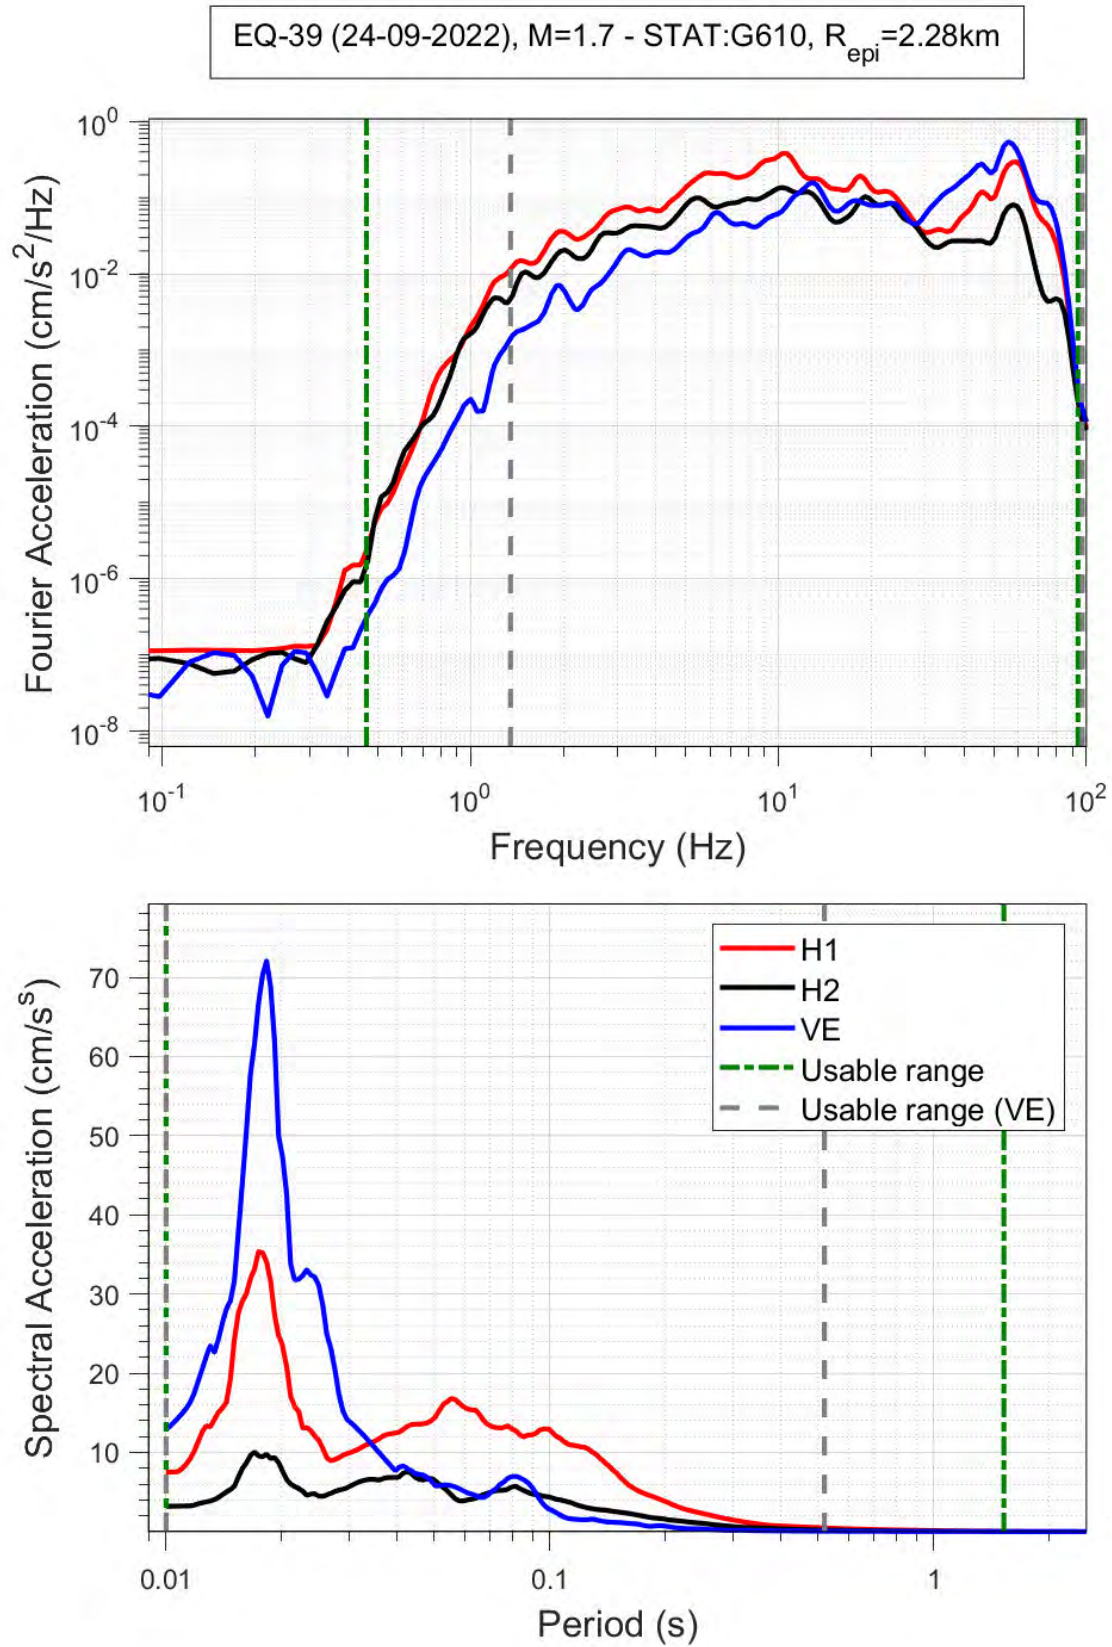 EQ-39 (24-09-2022), M=1.7 - STAT:G610, R_epi=2.28km
10^0
10^-2
10^-4
10^-6
10^-8
Fourier Acceleration (cm/s^2/Hz)
10^-1 10^0 10^1 10^2
Frequency (Hz)
70
60
50
40
30
20
10
Spectral Acceleration (cm/s^s)
H1
H2
VE
Usable range
Usable range (VE)
0.01 0.1 1
Period (s)